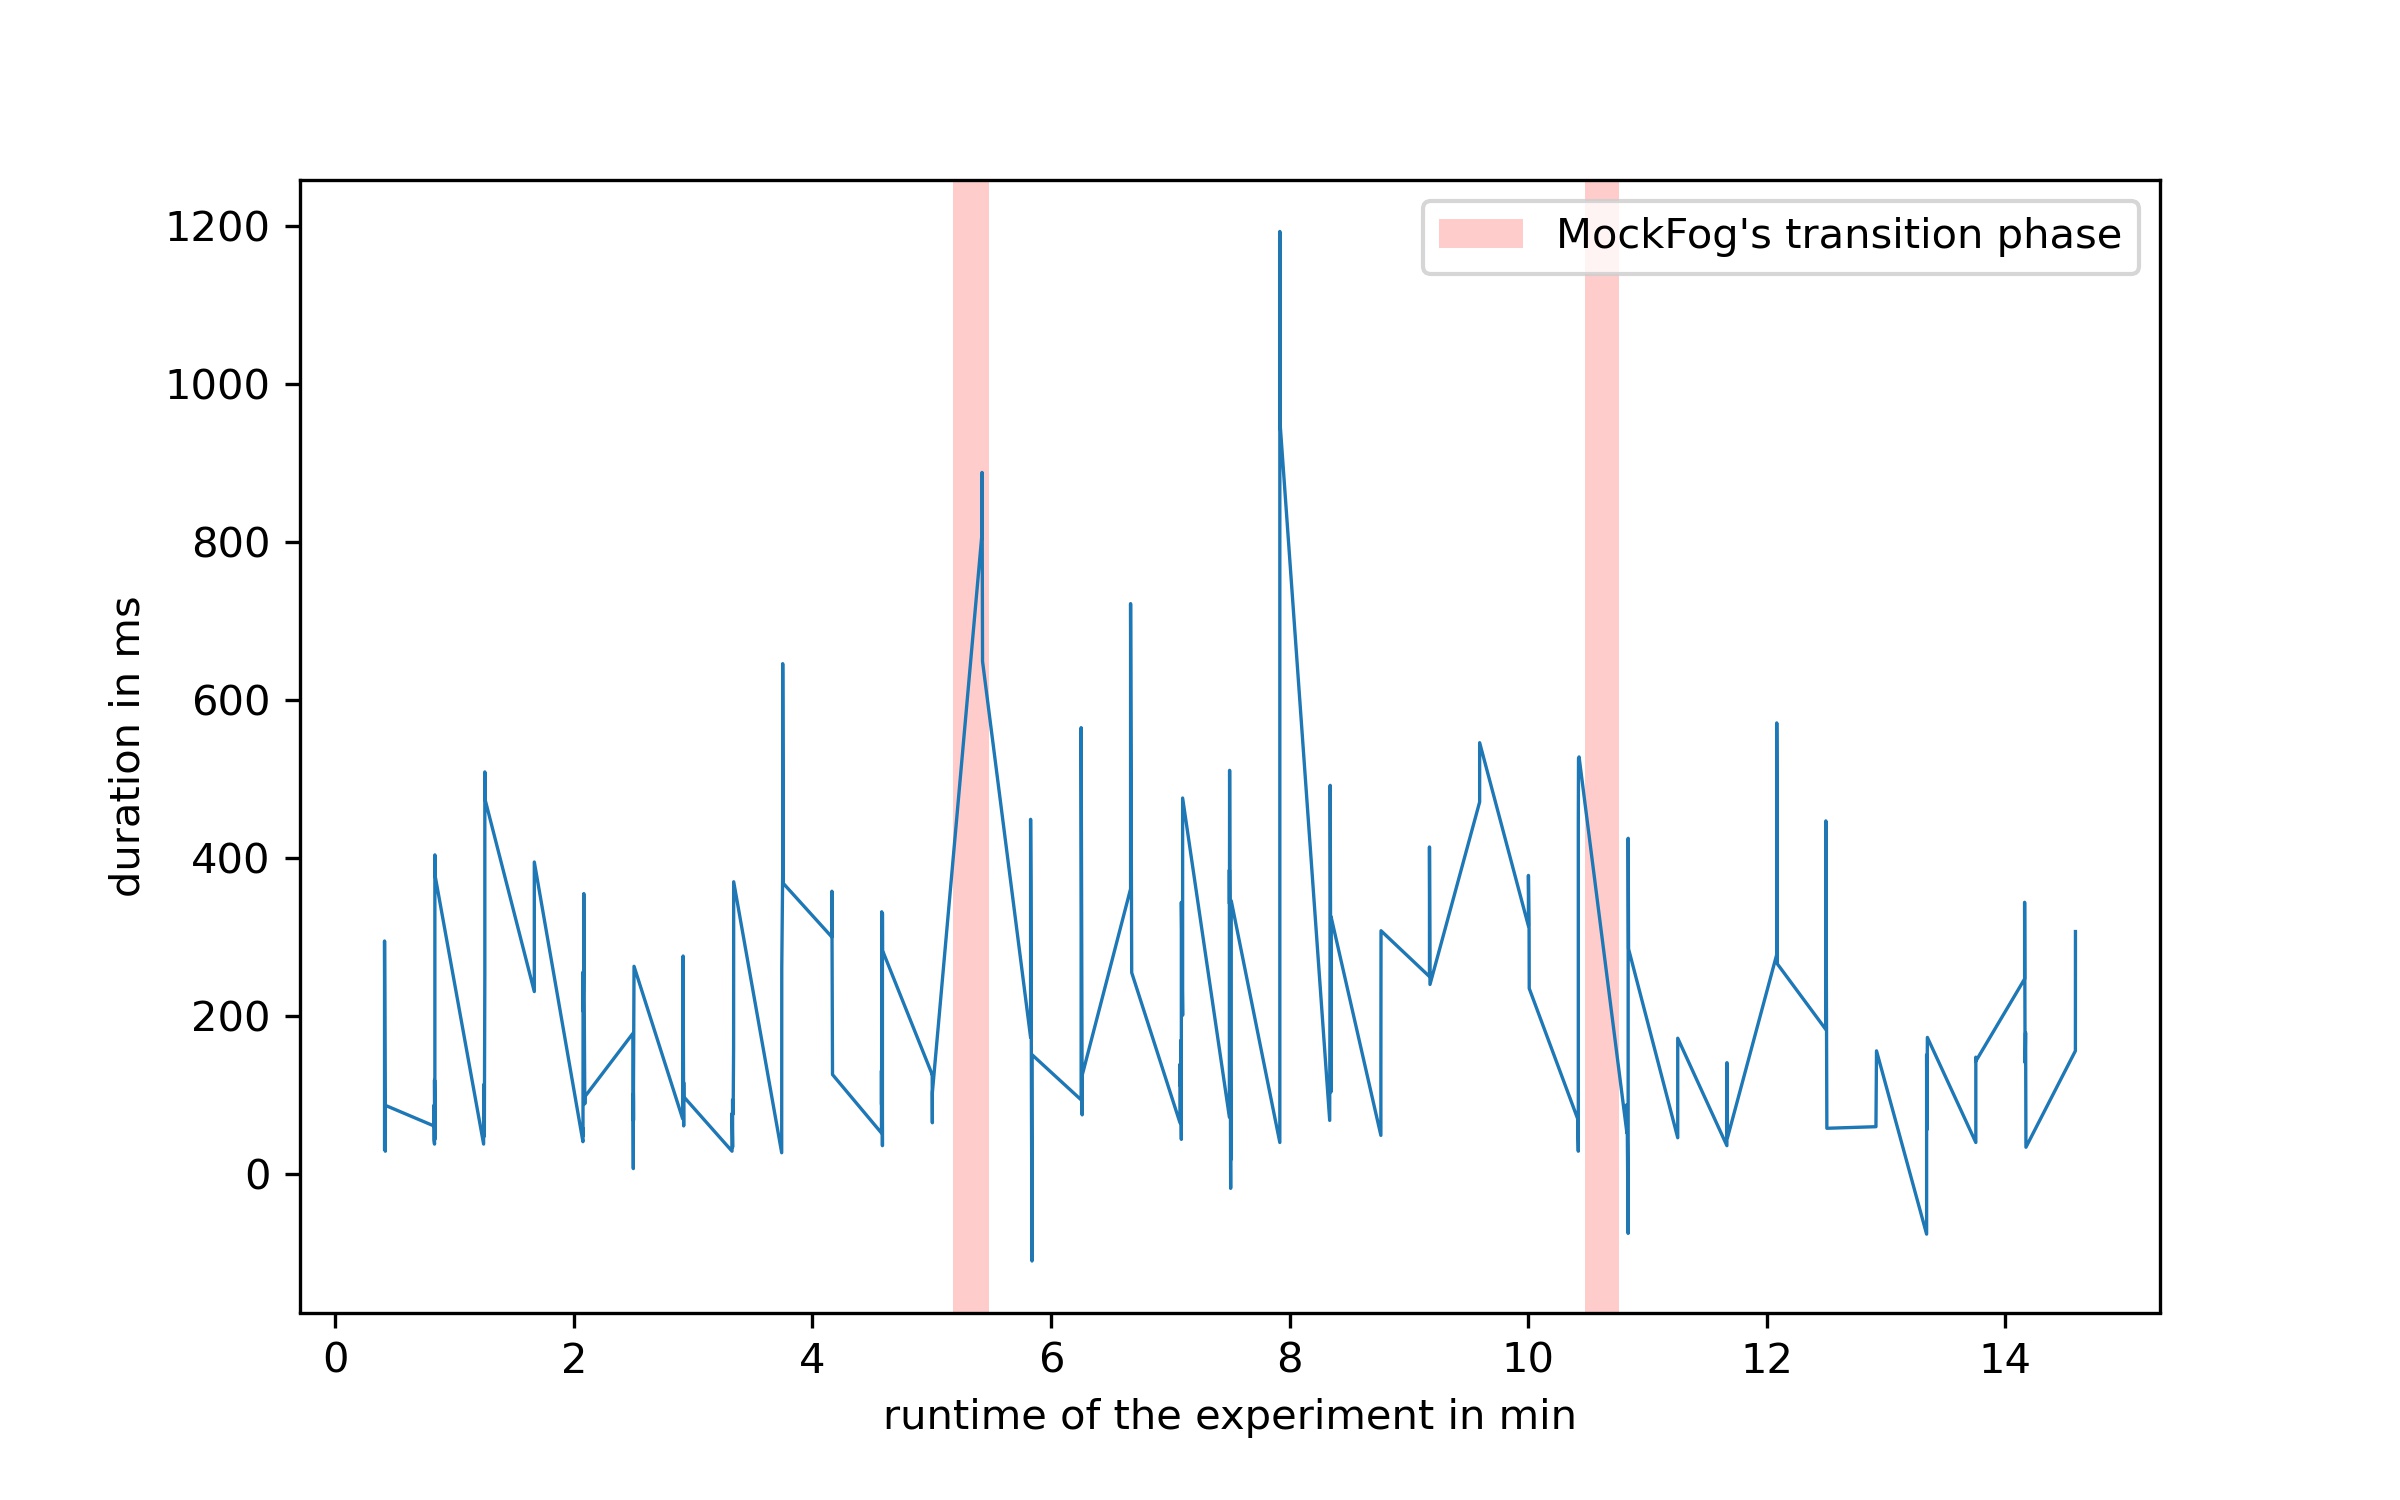 MockFog's transition phase
1200
1000
800
600
400
200
0
duration in ms
0 2 4 6 8 10 12 14
runtime of the experiment in min